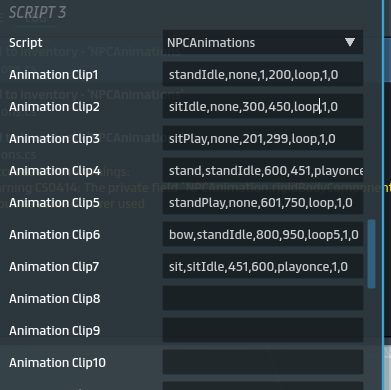 SCRIPT 3
Script NPCAnimations
Animation Clip1 standIdle,none,1,200,loop,1,0
Animation Clip2 sitIdle,none,300,450,loop,1,0
Animation Clip3 sitPlay,none,201,299,loop,1,0
Animation Clip4 stand,standIdle,600,451,playonce
Animation Clip5 standPlay,none,601,750,loop,1,0
Animation Clip6 bow,standIdle,800,950,loop5,1,0
Animation Clip7 sit,sitIdle,451,600,playonce,1,0
Animation Clip8
Animation Clip9
Animation Clip10